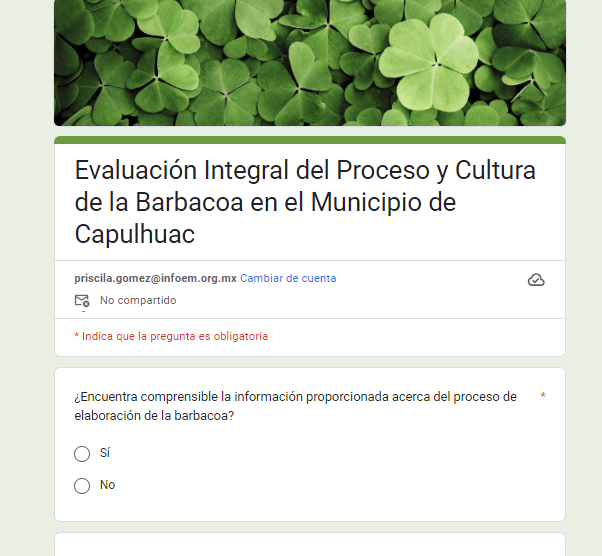 Evaluación Integral del Proceso y Cultura
de la Barbacoa en el Municipio de
Capulhuac
priscila.gomez@infoem.org.mx Cambiar de cuenta
No compartido
* Indica que la pregunta es obligatoria
¿Encuentra comprensible la información proporcionada acerca del proceso de *
elaboración de la barbacoa?
Sí
No